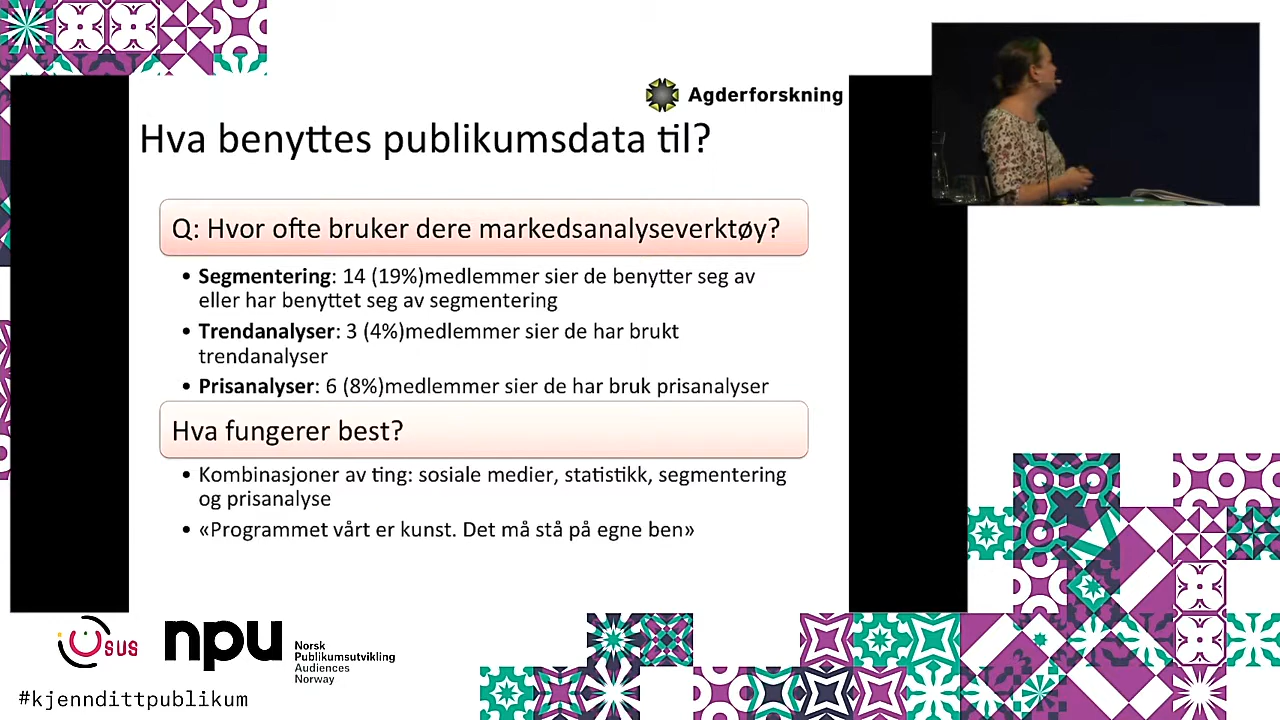 Agderforskning
Hva benyttes publikumsdata til?
Q: Hvor ofte bruker dere markedsanalyseverktøy?
• Segmentering: 14 (19%)medlemmer sier de benytter seg av
eller har benyttet seg av segmentering
• Trendanalyser: 3 (4%)medlemmer sier de har brukt
trendanalyser
• Prisanalyser: 6 (8%)medlemmer sier de har bruk prisanalyser
Hva fungerer best?
• Kombinasjoner av ting: sosiale medier, statistikk, segmentering
og prisanalyse
• «Programmet vårt er kunst. Det må stå på egne ben»
Usus
npu
Norsk
Publikumsutvikling
Audiences
Norway
#kjenndittpublikum